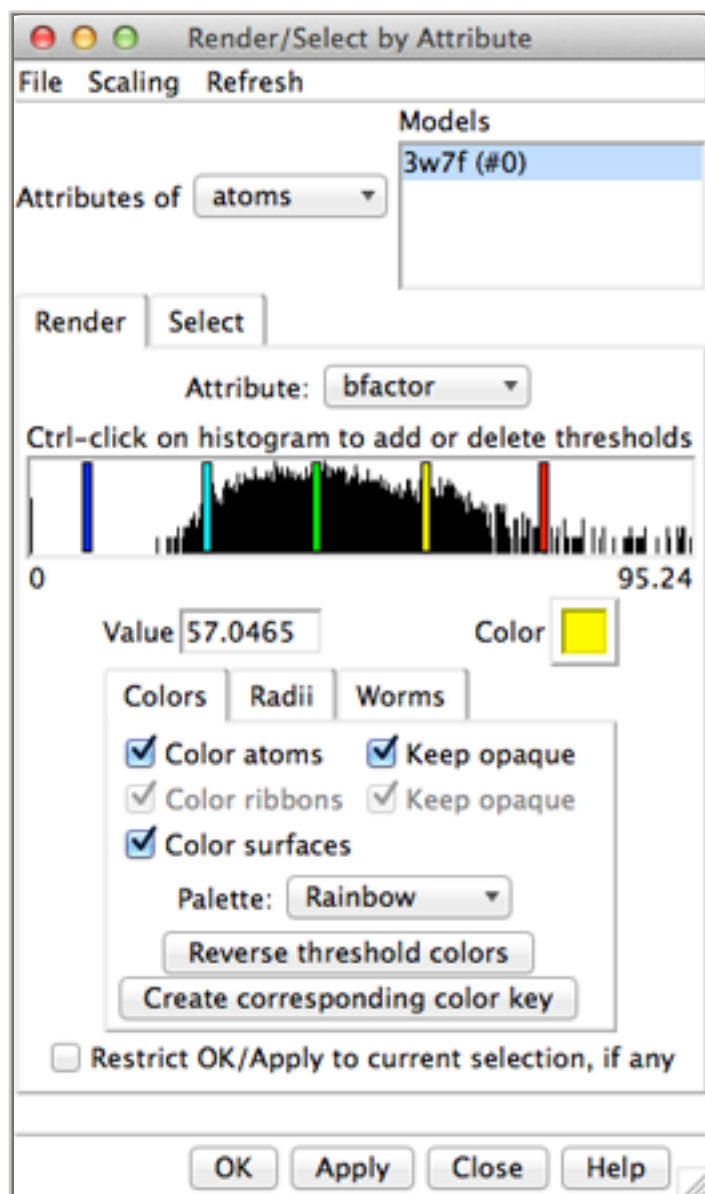 Render/Select by Attribute
File Scaling Refresh
Models
3w7f (#0)
Attributes of atoms
Render Select
Attribute: bfactor
Ctrl-click on histogram to add or delete thresholds
0 95.24
Value 57.0465 Color
Colors Radii Worms
Color atoms Keep opaque
Color ribbons Keep opaque
Color surfaces
Palette: Rainbow
Reverse threshold colors
Create corresponding color key
Restrict OK/Apply to current selection, if any
OK Apply Close Help